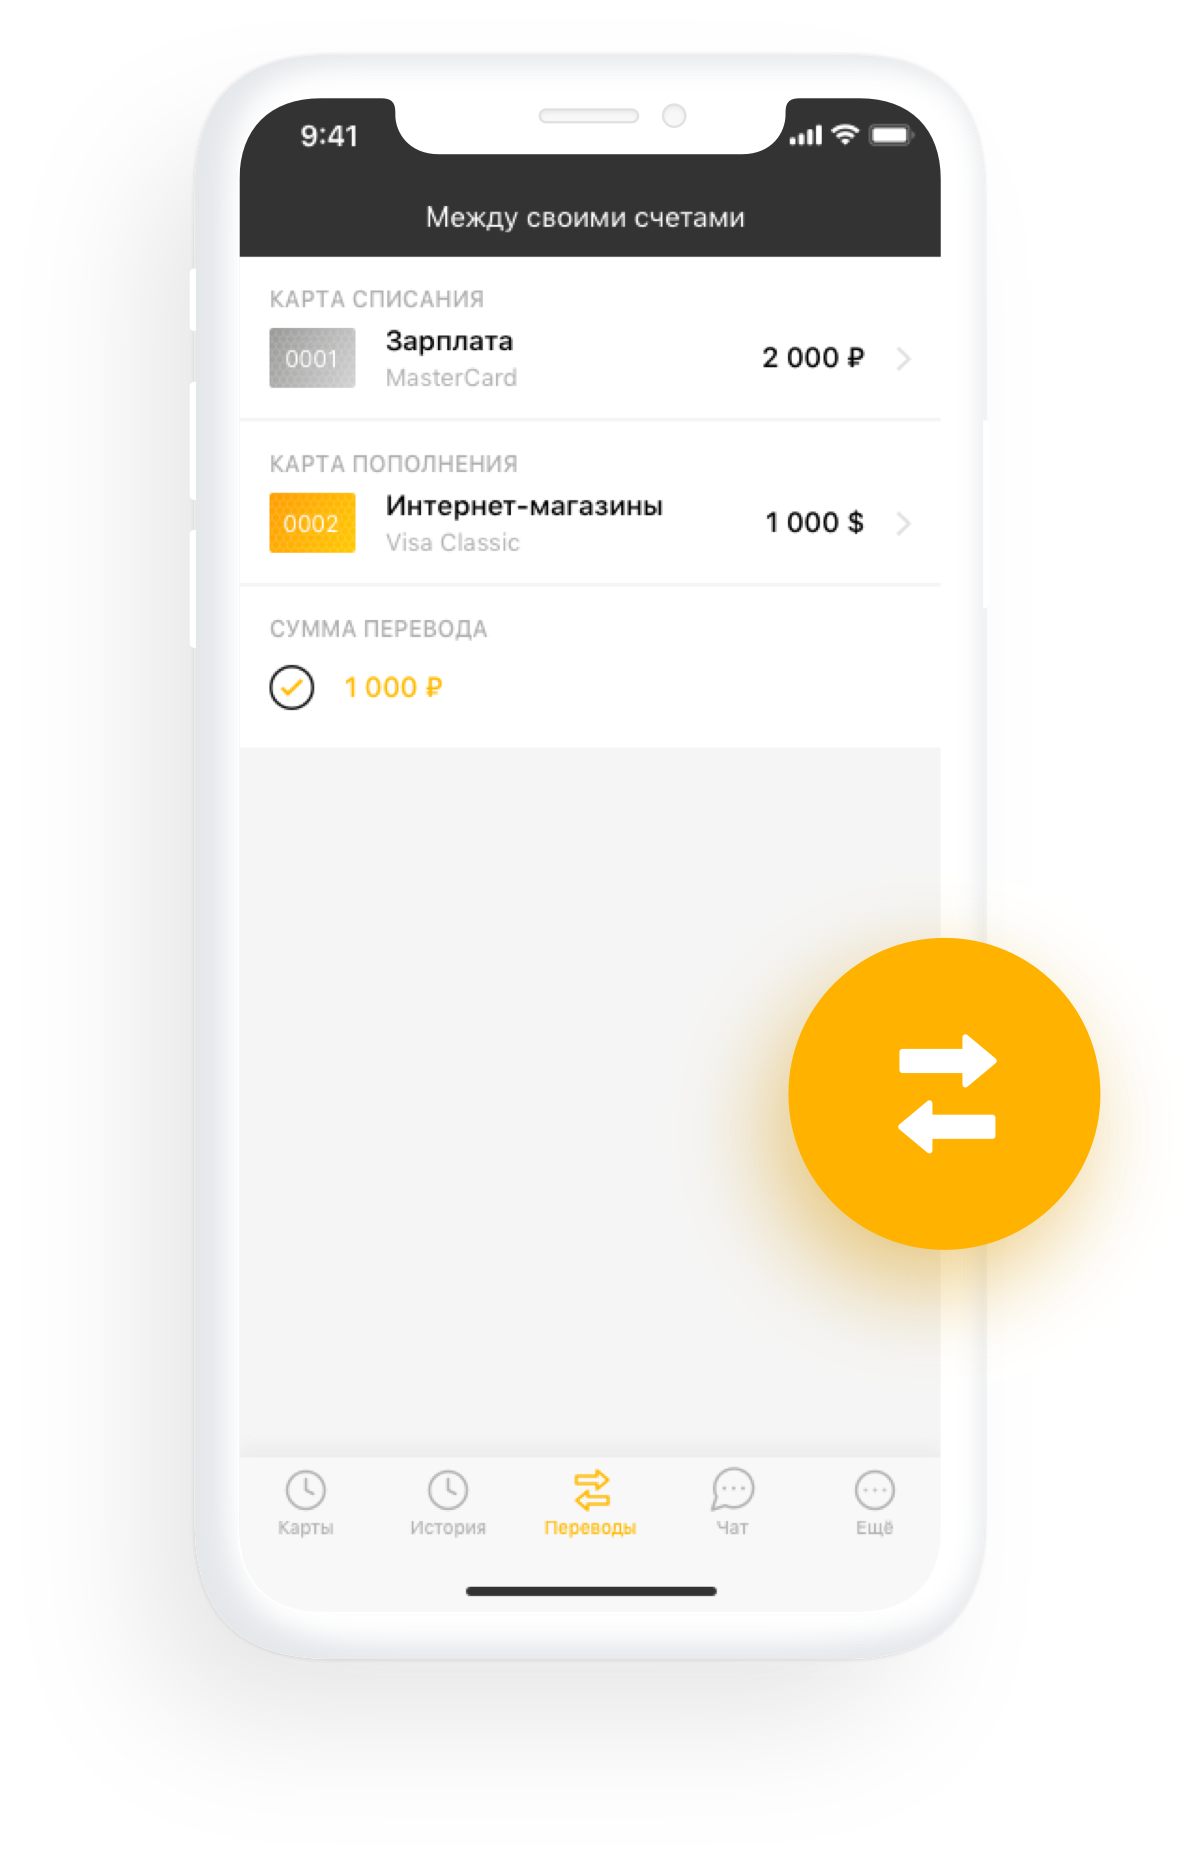 9:41
Между своими счетами
КАРТА СПИСАНИЯ
0001
Зарплата
MasterCard
2 000 ₽
КАРТА ПОПОЛНЕНИЯ
0002
Интернет-магазины
Visa Classic
1 000 $
СУММА ПЕРЕВОДА
1 000 ₽
Карты
История
Переводы
Чат
Ещё